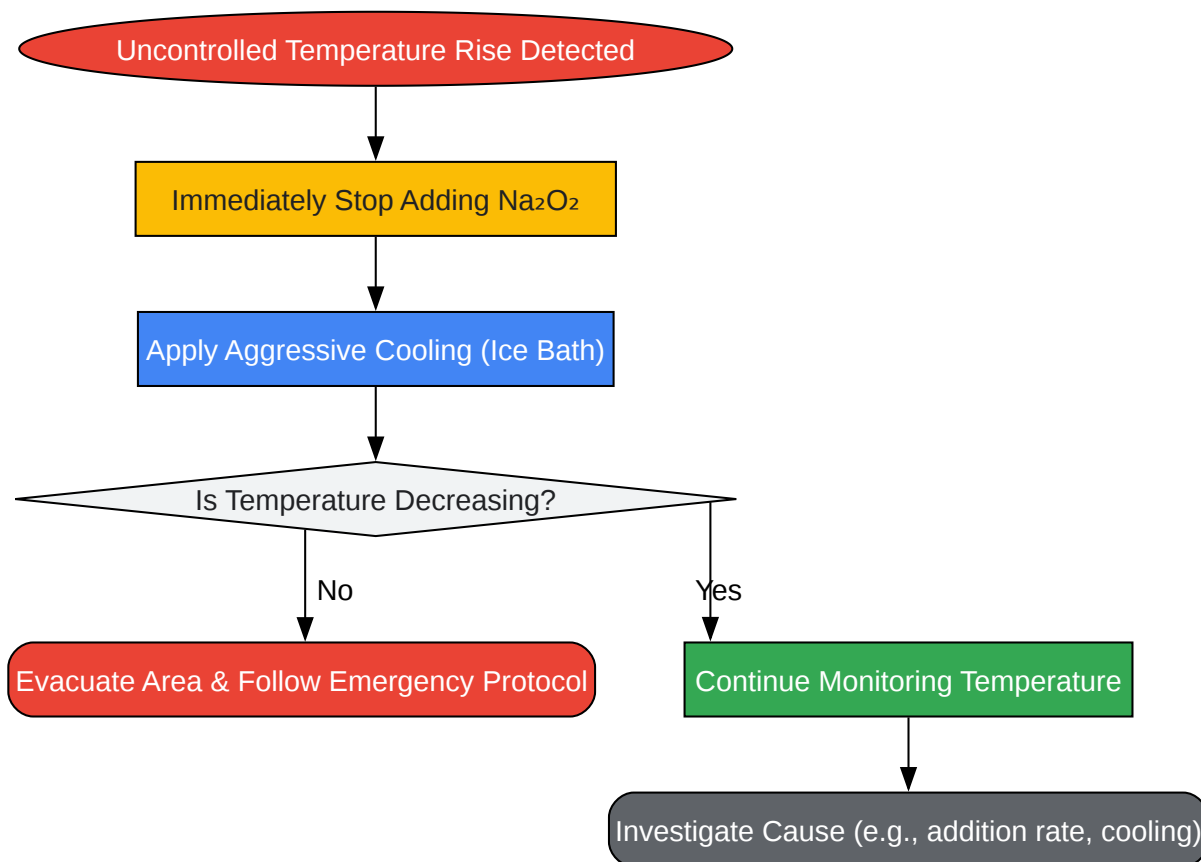 Uncontrolled Temperature Rise Detected
Immediately Stop Adding Na₂O₂
Apply Aggressive Cooling (Ice Bath)
Is Temperature Decreasing?
No
Yes
Evacuate Area & Follow Emergency Protocol
Continue Monitoring Temperature
Investigate Cause (e.g., addition rate, cooling)